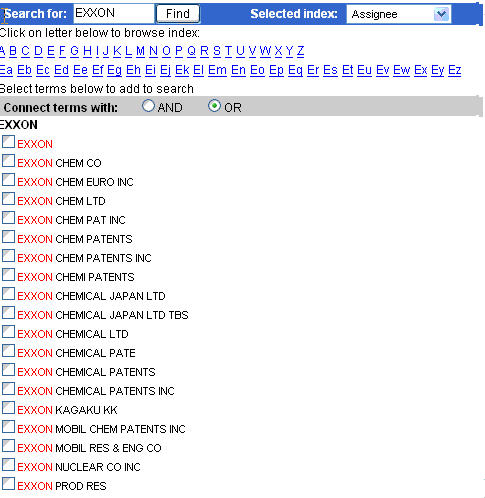 Search for: EXXON Find Selected index: Assignee
Click on letter below to browse index:
A B C D E F G H I J K L M N O P Q R S T U V W X Y Z
Ea Eb Ec Ed Ee Ef Eg Eh Ei Ej Ek El Em En Eo Ep Eq Er Es Et Eu Ev Ew Ex Ey Ez
Select terms below to add to search
Connect terms with: AND OR
EXXON
EXXON
EXXON CHEM CO
EXXON CHEM EURO INC
EXXON CHEM LTD
EXXON CHEM PAT INC
EXXON CHEM PATENTS
EXXON CHEM PATENTS INC
EXXON CHEMI PATENTS
EXXON CHEMICAL JAPAN LTD
EXXON CHEMICAL JAPAN LTD TBS
EXXON CHEMICAL LTD
EXXON CHEMICAL PATE
EXXON CHEMICAL PATENTS
EXXON CHEMICAL PATENTS INC
EXXON KAGAKU KK
EXXON MOBIL CHEM PATENTS INC
EXXON MOBIL RES & ENG CO
EXXON NUCLEAR CO INC
EXXON PROD RES